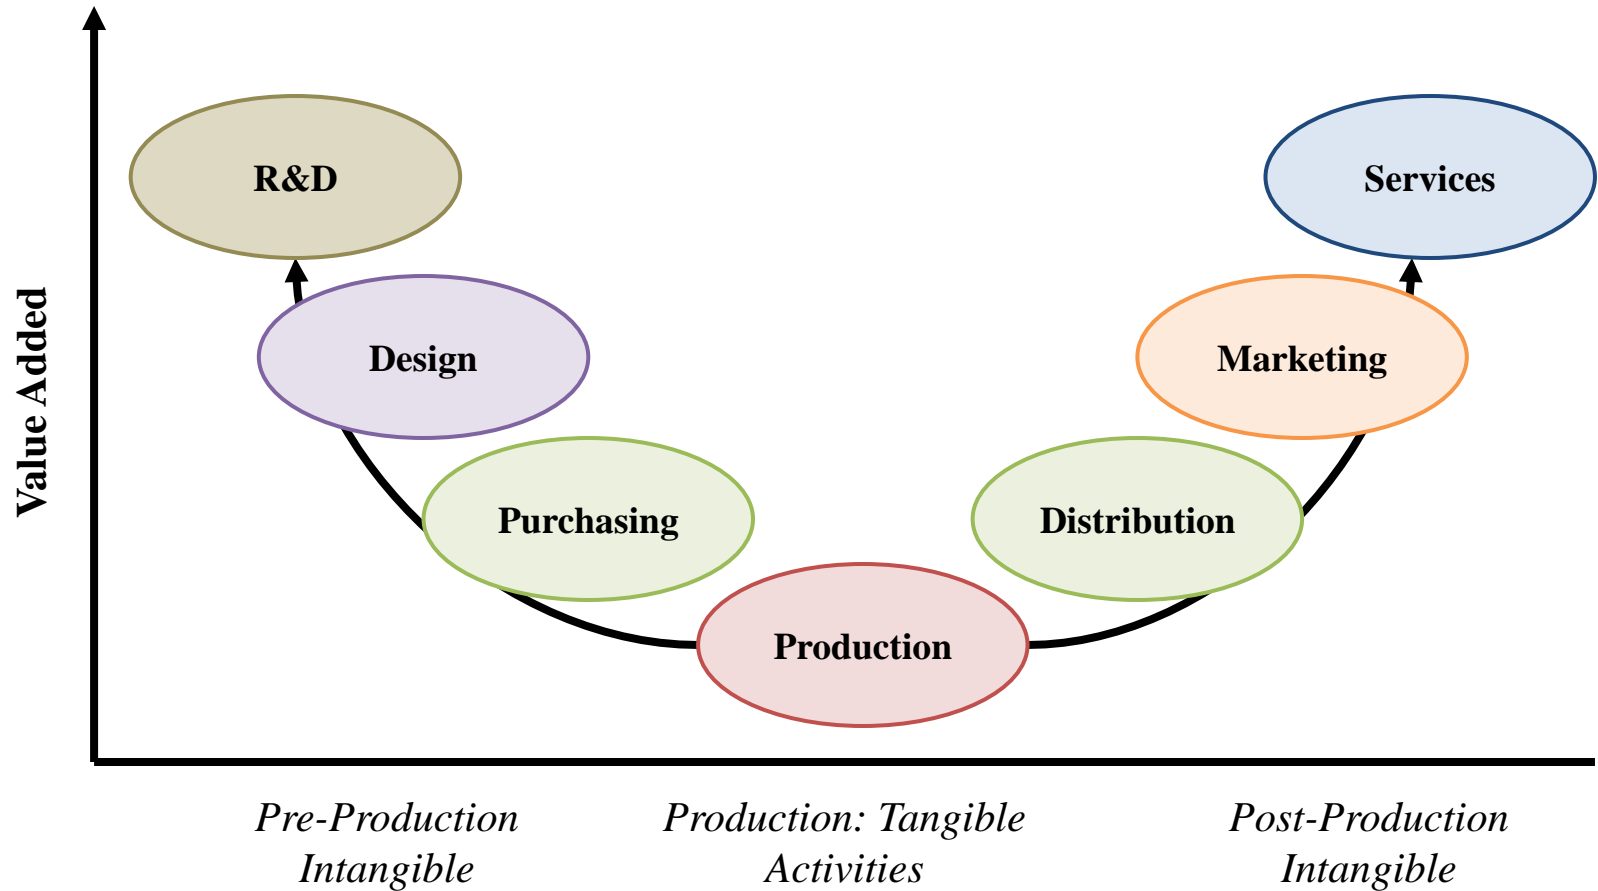 R&D
Services
Design
Marketing
Value Added
Purchasing
Distribution
Production
Pre-Production
Intangible
Production: Tangible
Activities
Post-Production
Intangible